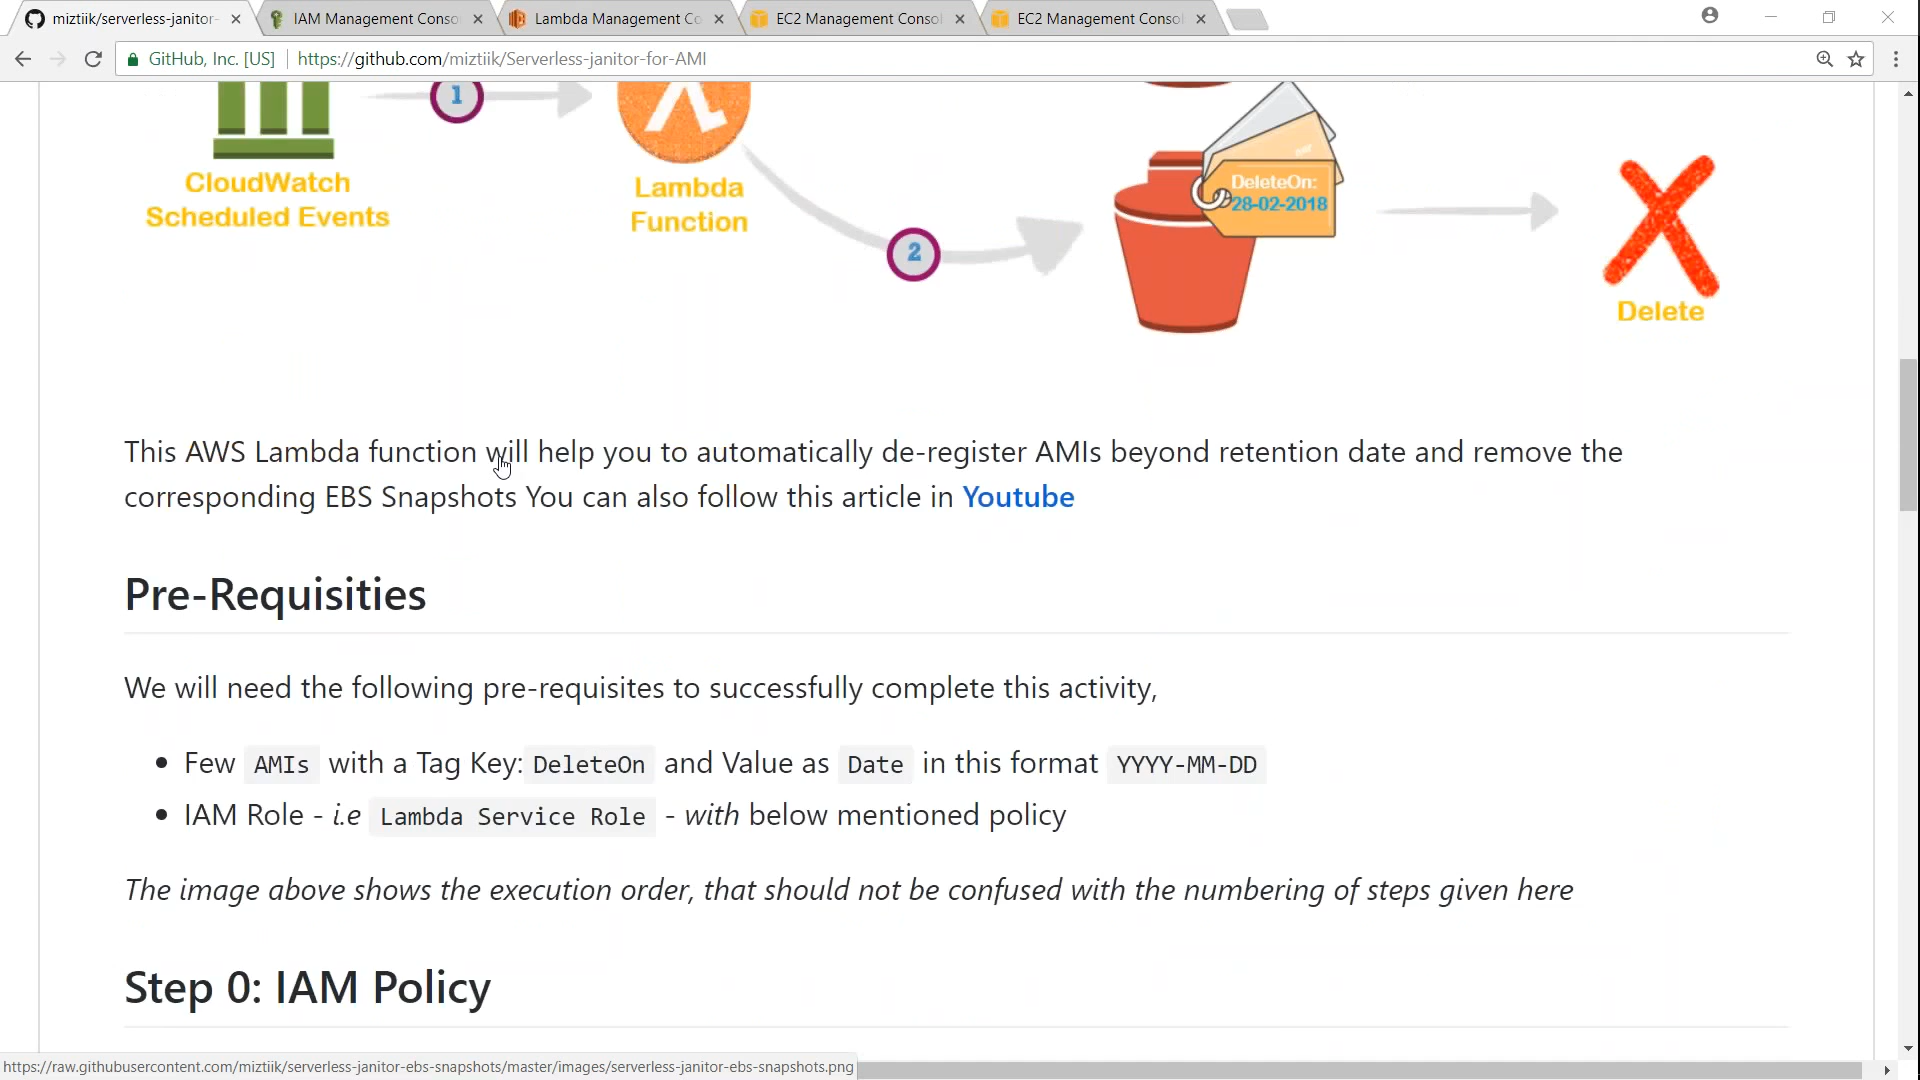 miztiik/serverless-janitor-
IAM Management Conso
Lambda Management Co
EC2 Management Consol
EC2 Management Consol
GitHub, Inc. [US]
https://github.com/miztiik/Serverless-janitor-for-AMI
1
CloudWatch
Scheduled Events
Lambda
Function
2
DeleteOn:
28-02-2018
Delete
This AWS Lambda function will help you to automatically de-register AMIs beyond retention date and remove the
corresponding EBS Snapshots You can also follow this article in Youtube
Pre-Requisities
We will need the following pre-requisites to successfully complete this activity,
Few AMIs with a Tag Key: DeleteOn and Value as Date in this format YYYY-MM-DD
IAM Role - i.e Lambda Service Role - with below mentioned policy
The image above shows the execution order, that should not be confused with the numbering of steps given here
Step 0: IAM Policy
https://raw.githubusercontent.com/miztiik/serverless-janitor-ebs-snapshots/master/images/serverless-janitor-ebs-snapshots.png